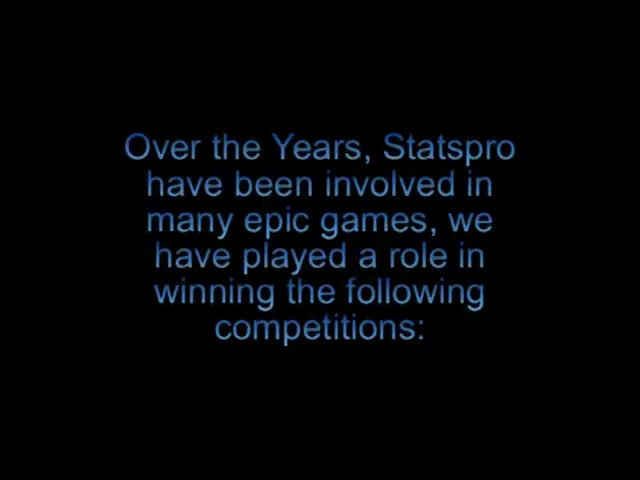 Over the Years, Statspro
have been involved in
many epic games, we
have played a role in
winning the following
competitions: